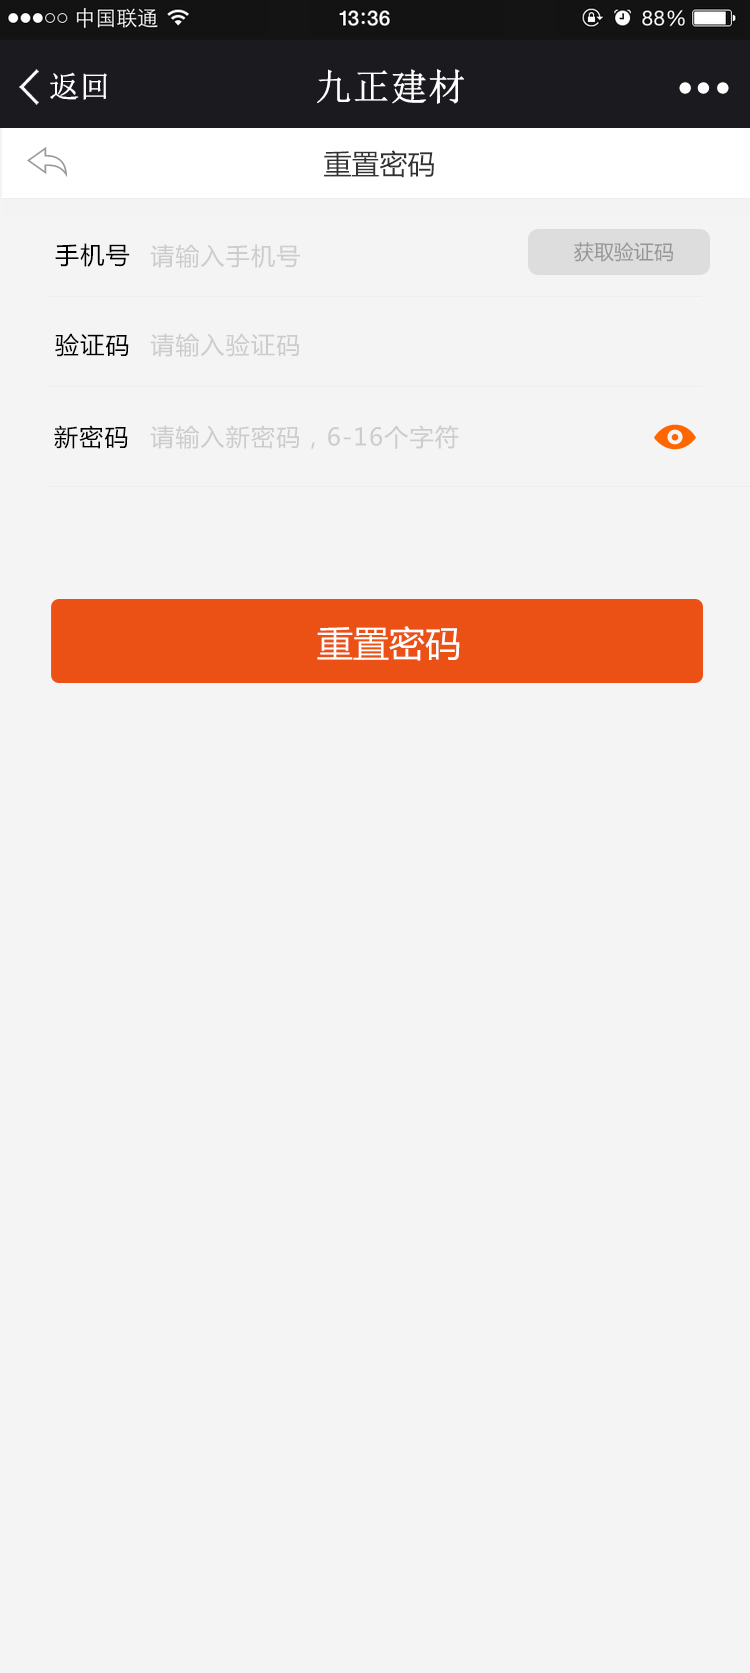 中国联通 13:36 88%
返回 九正建材
重置密码
手机号 请输入手机号 获取验证码
验证码 请输入验证码
新密码 请输入新密码，6-16个字符
重置密码